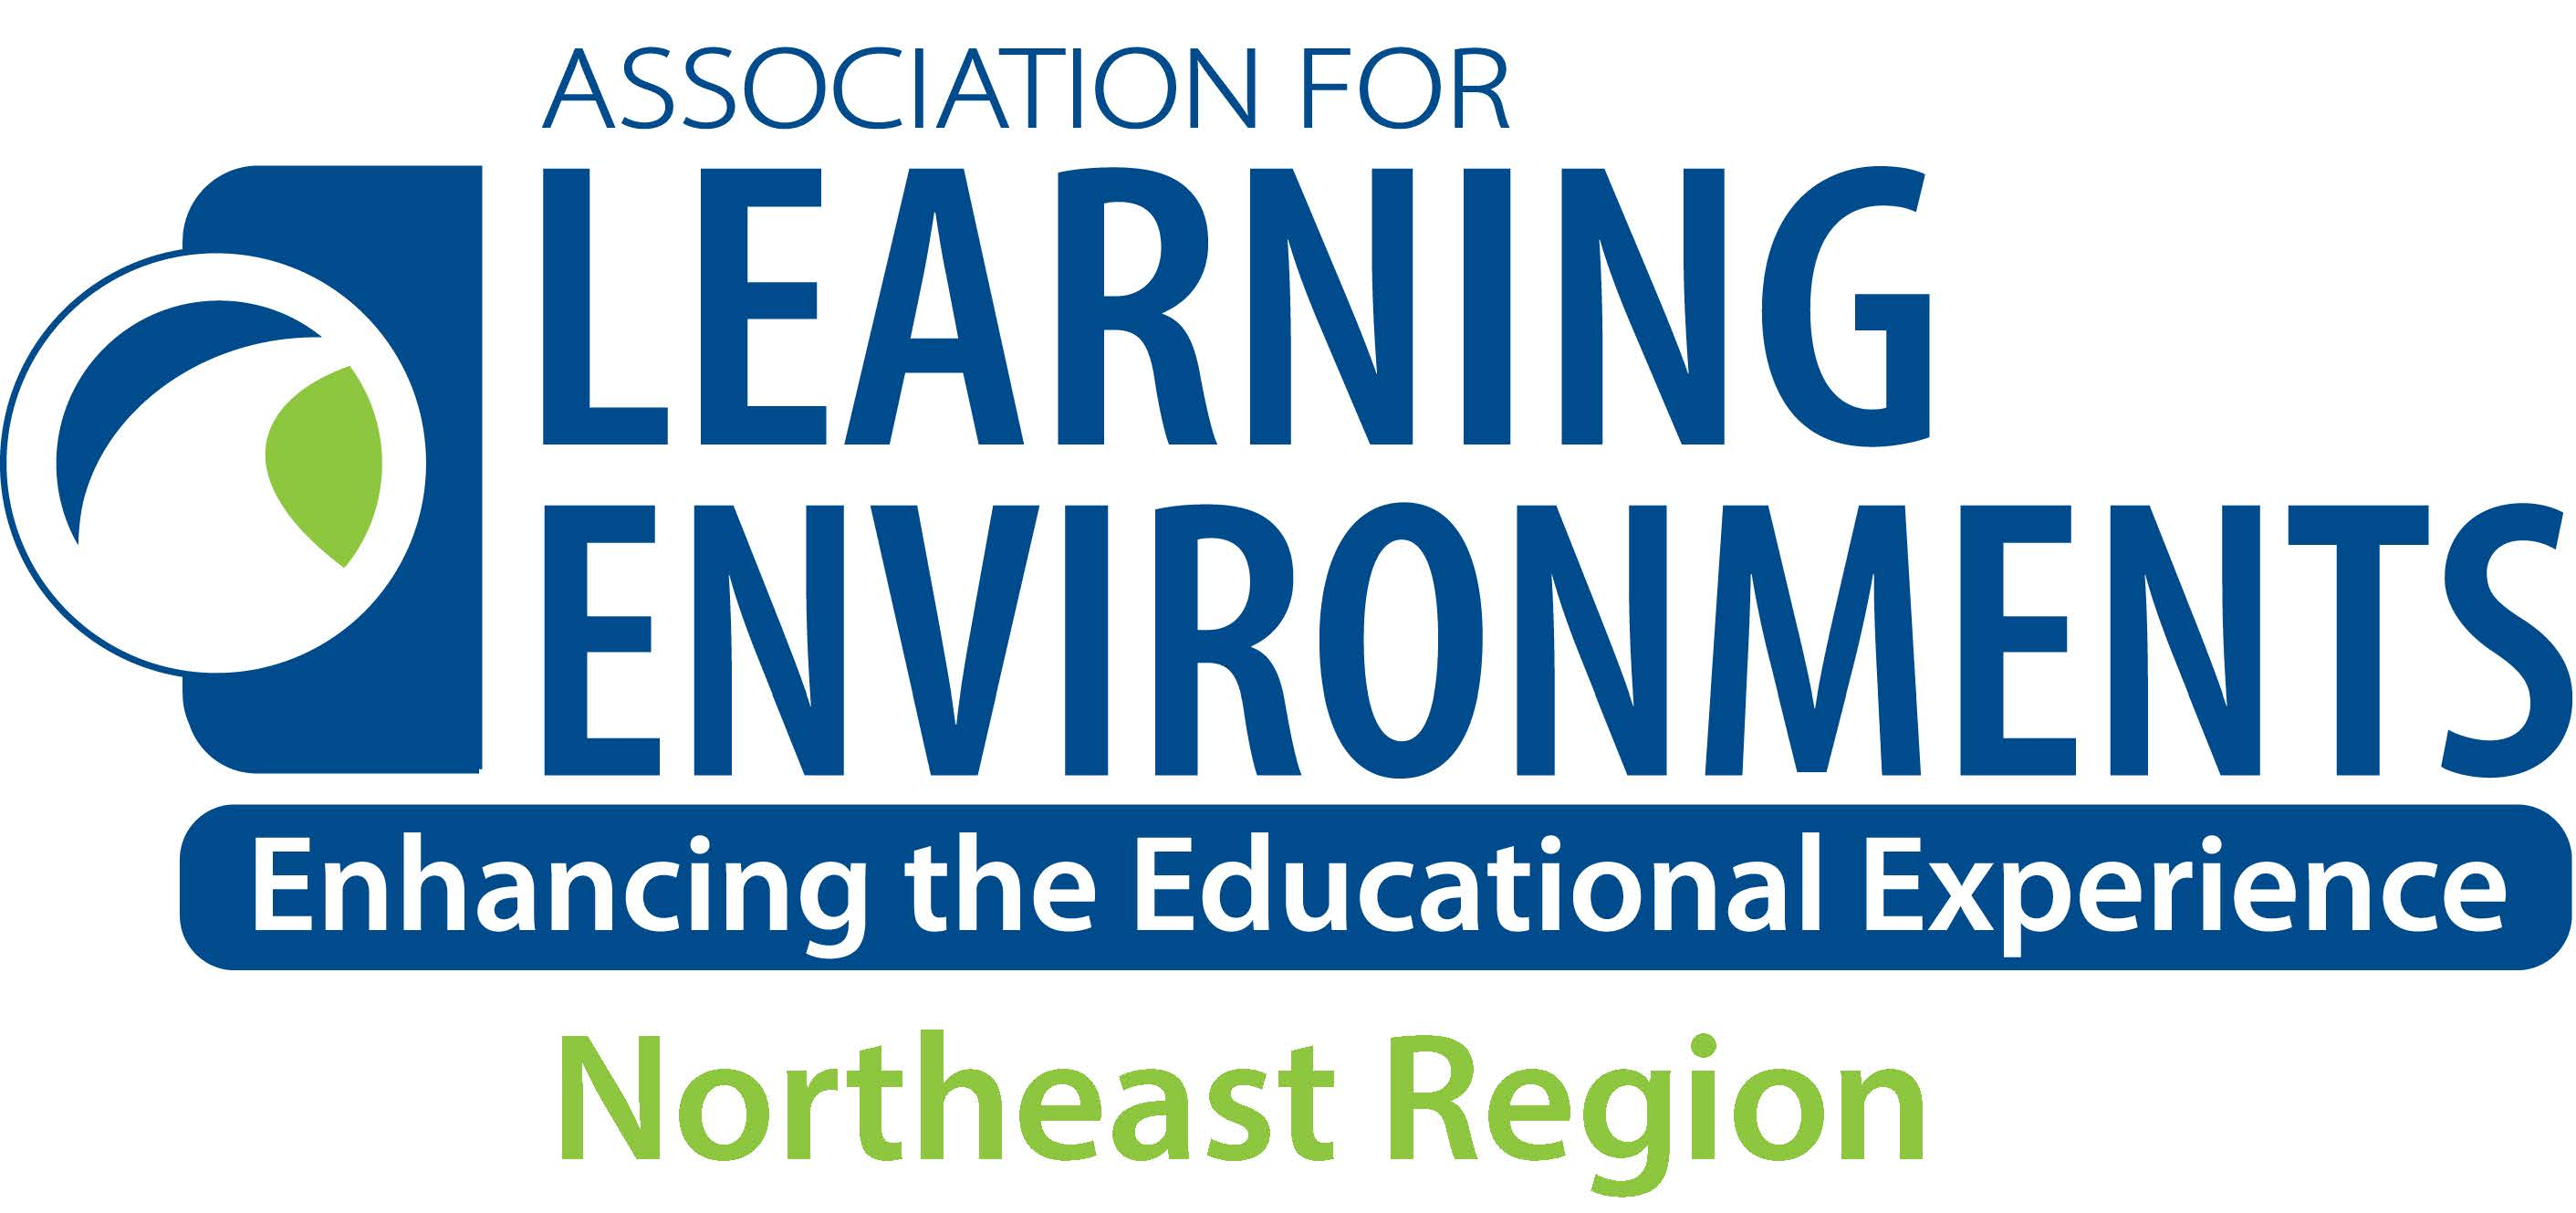 ASSOCIATION FOR
LEARNING
ENVIRONMENTS
Enhancing the Educational Experience
Northeast Region